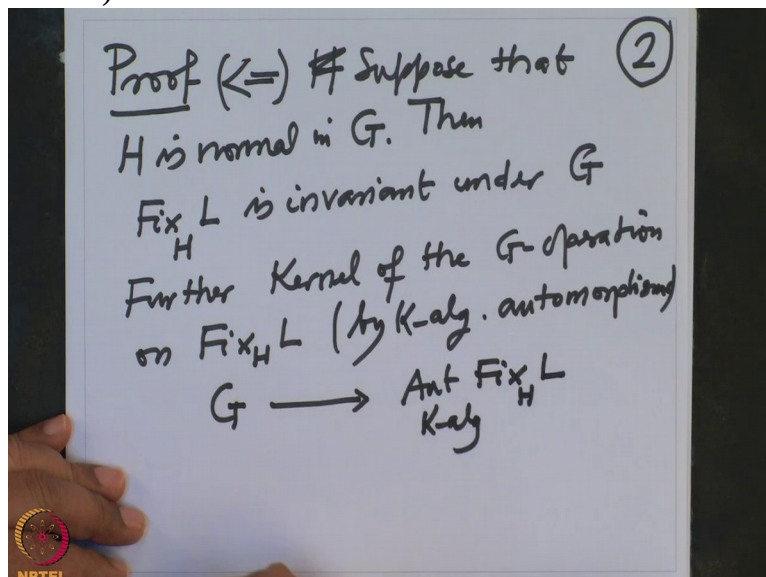 Proof (<=) Suppose that ②
H is normal in G. Then
Fix_H L is invariant under G
Further Kernel of the G-operation
on Fix_H L (by K-alg. automorphisms)
G ⟶ Aut_{K-alg} Fix_H L
NPTEL